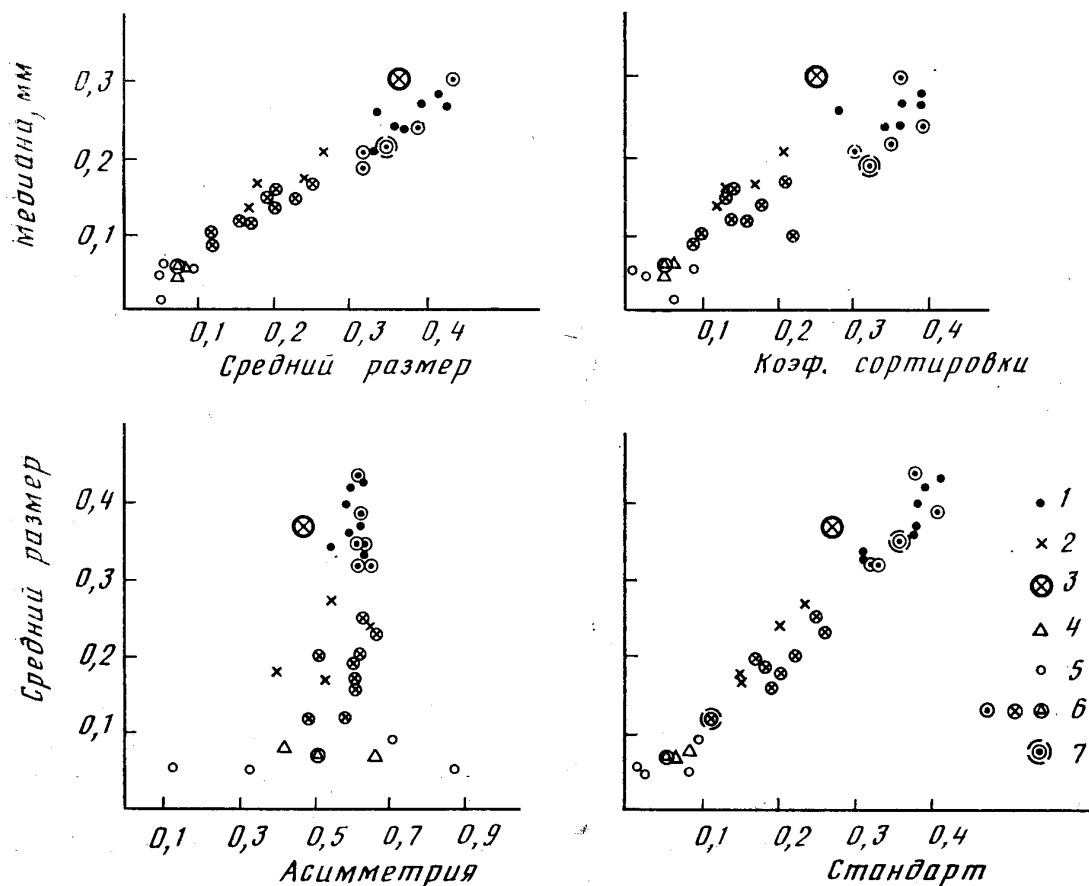 Медиана, мм
0,3
0,2
0,1
0,1 0,2 0,3 0,4
Средний размер
0,1 0,2 0,3 0,4
Коэф. сортировки
Средний размер
0,4
0,3
0,2
0,1
0,1 0,3 0,5 0,7 0,9
Асимметрия
0,1 0,2 0,3 0,4
Стандарт
1
2
3
4
5
6
7